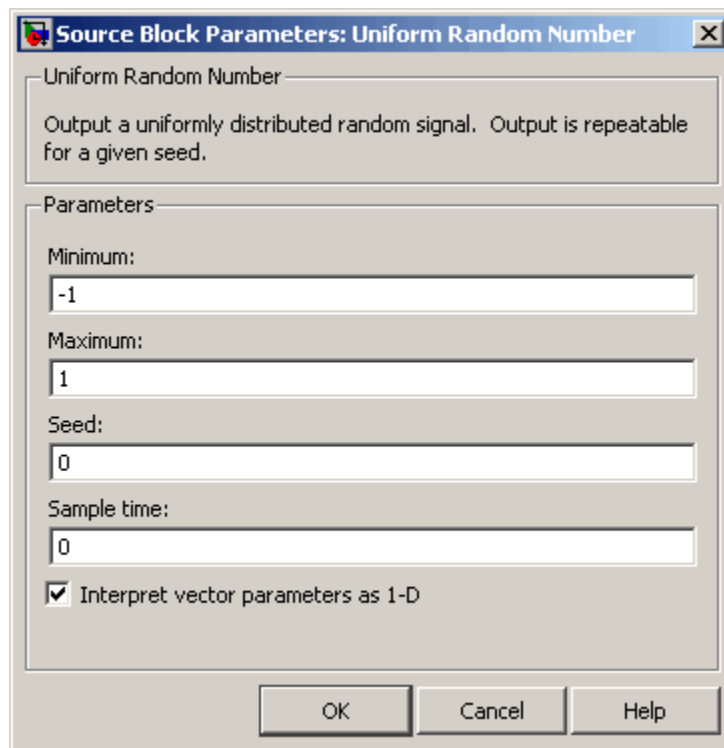 Source Block Parameters: Uniform Random Number
Uniform Random Number
Output a uniformly distributed random signal.  Output is repeatable
for a given seed.
Parameters
Minimum:
-1
Maximum:
1
Seed:
0
Sample time:
0
Interpret vector parameters as 1-D
OK Cancel Help